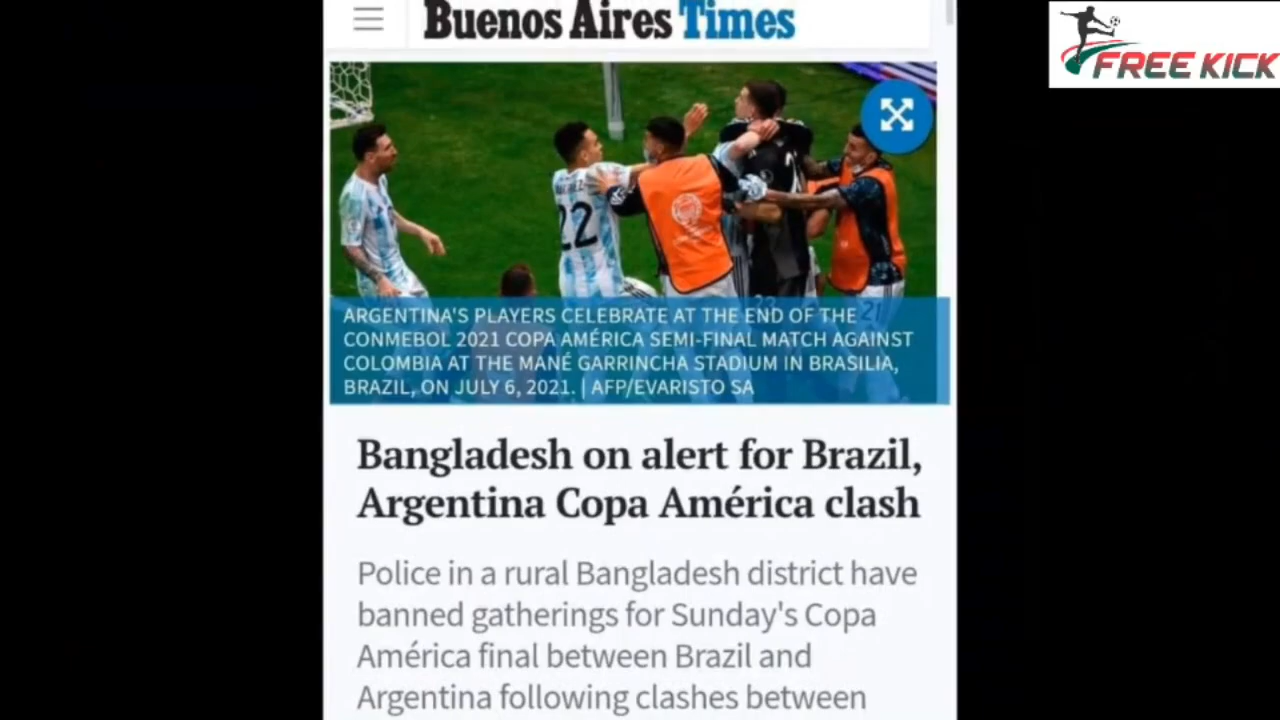 Buenos Aires Times
FREE KICK
22
23
21
ARGENTINA'S PLAYERS CELEBRATE AT THE END OF THE
CONMEBOL 2021 COPA AMÉRICA SEMI-FINAL MATCH AGAINST
COLOMBIA AT THE MANÉ GARRINCHA STADIUM IN BRASILIA,
BRAZIL, ON JULY 6, 2021. | AFP/EVARISTO SA
Bangladesh on alert for Brazil,
Argentina Copa América clash
Police in a rural Bangladesh district have
banned gatherings for Sunday's Copa
América final between Brazil and
Argentina following clashes between